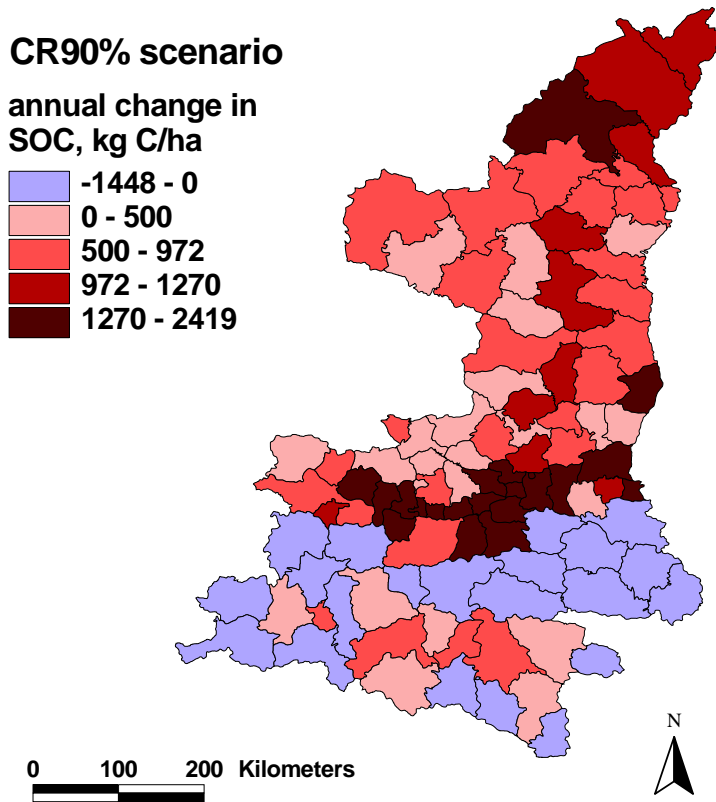 CR90% scenario
annual change in
SOC, kg C/ha
-1448 - 0
0 - 500
500 - 972
972 - 1270
1270 - 2419
N
0 100 200 Kilometers